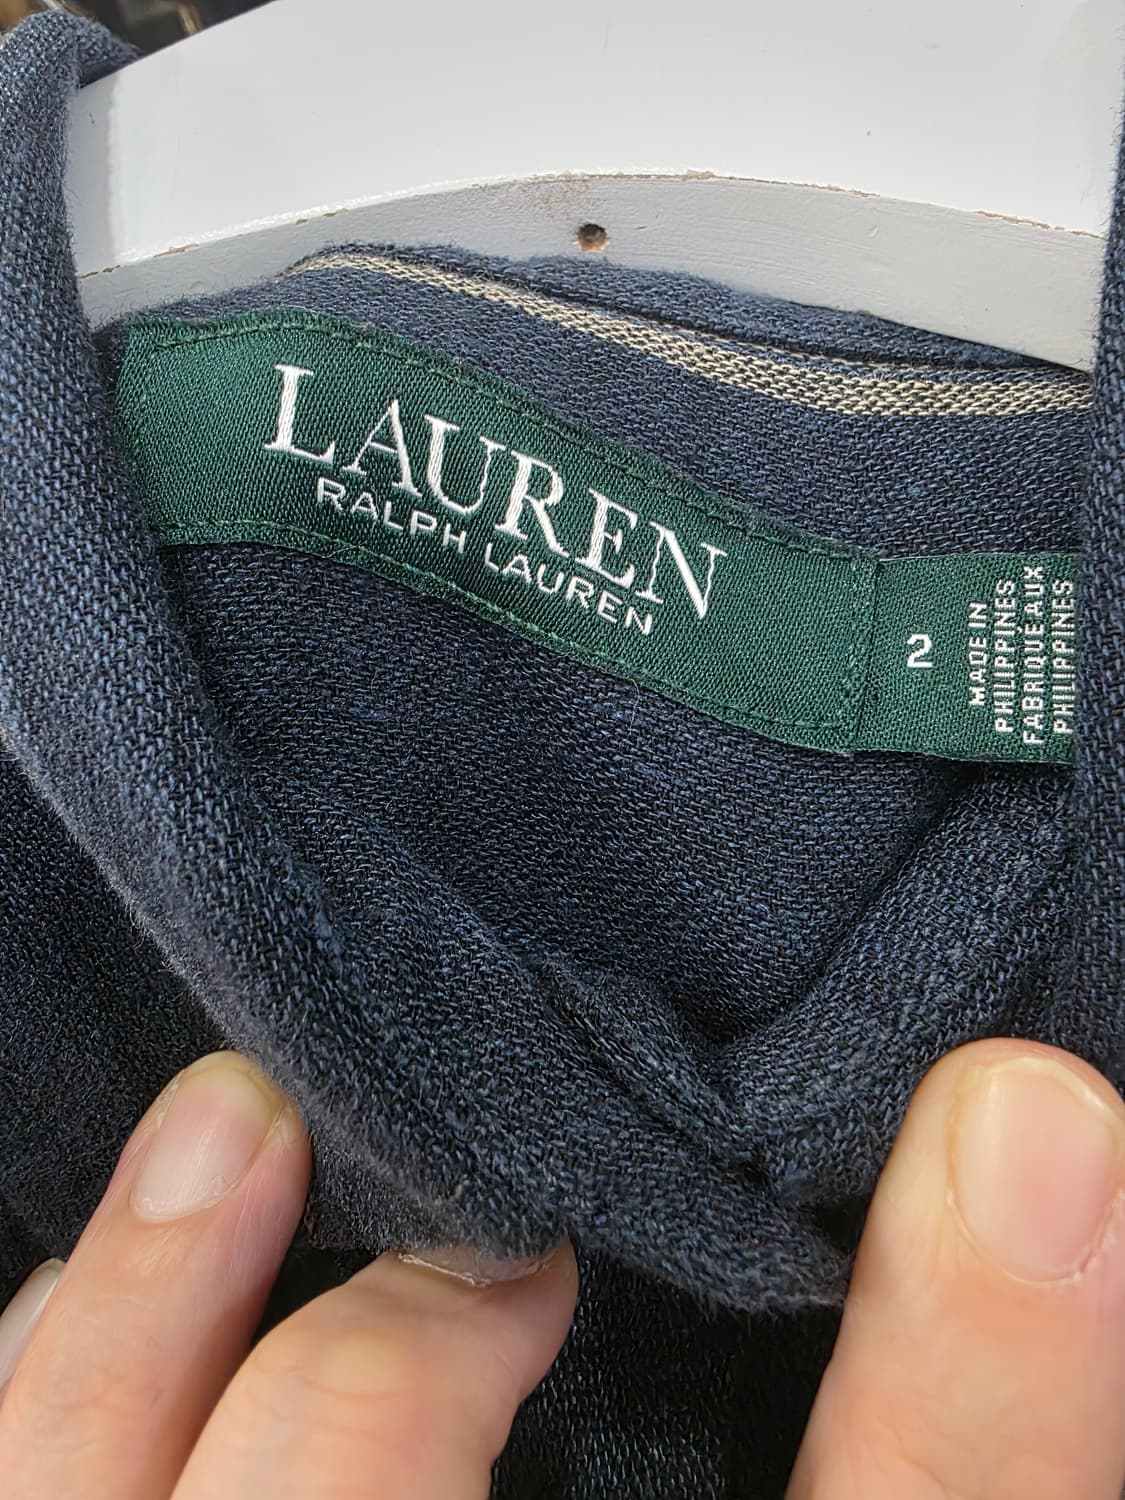 LAUREN
RALPH LAUREN
2
MADE IN
PHILIPPINES
FABRIQUE AUX
PHILIPPINES